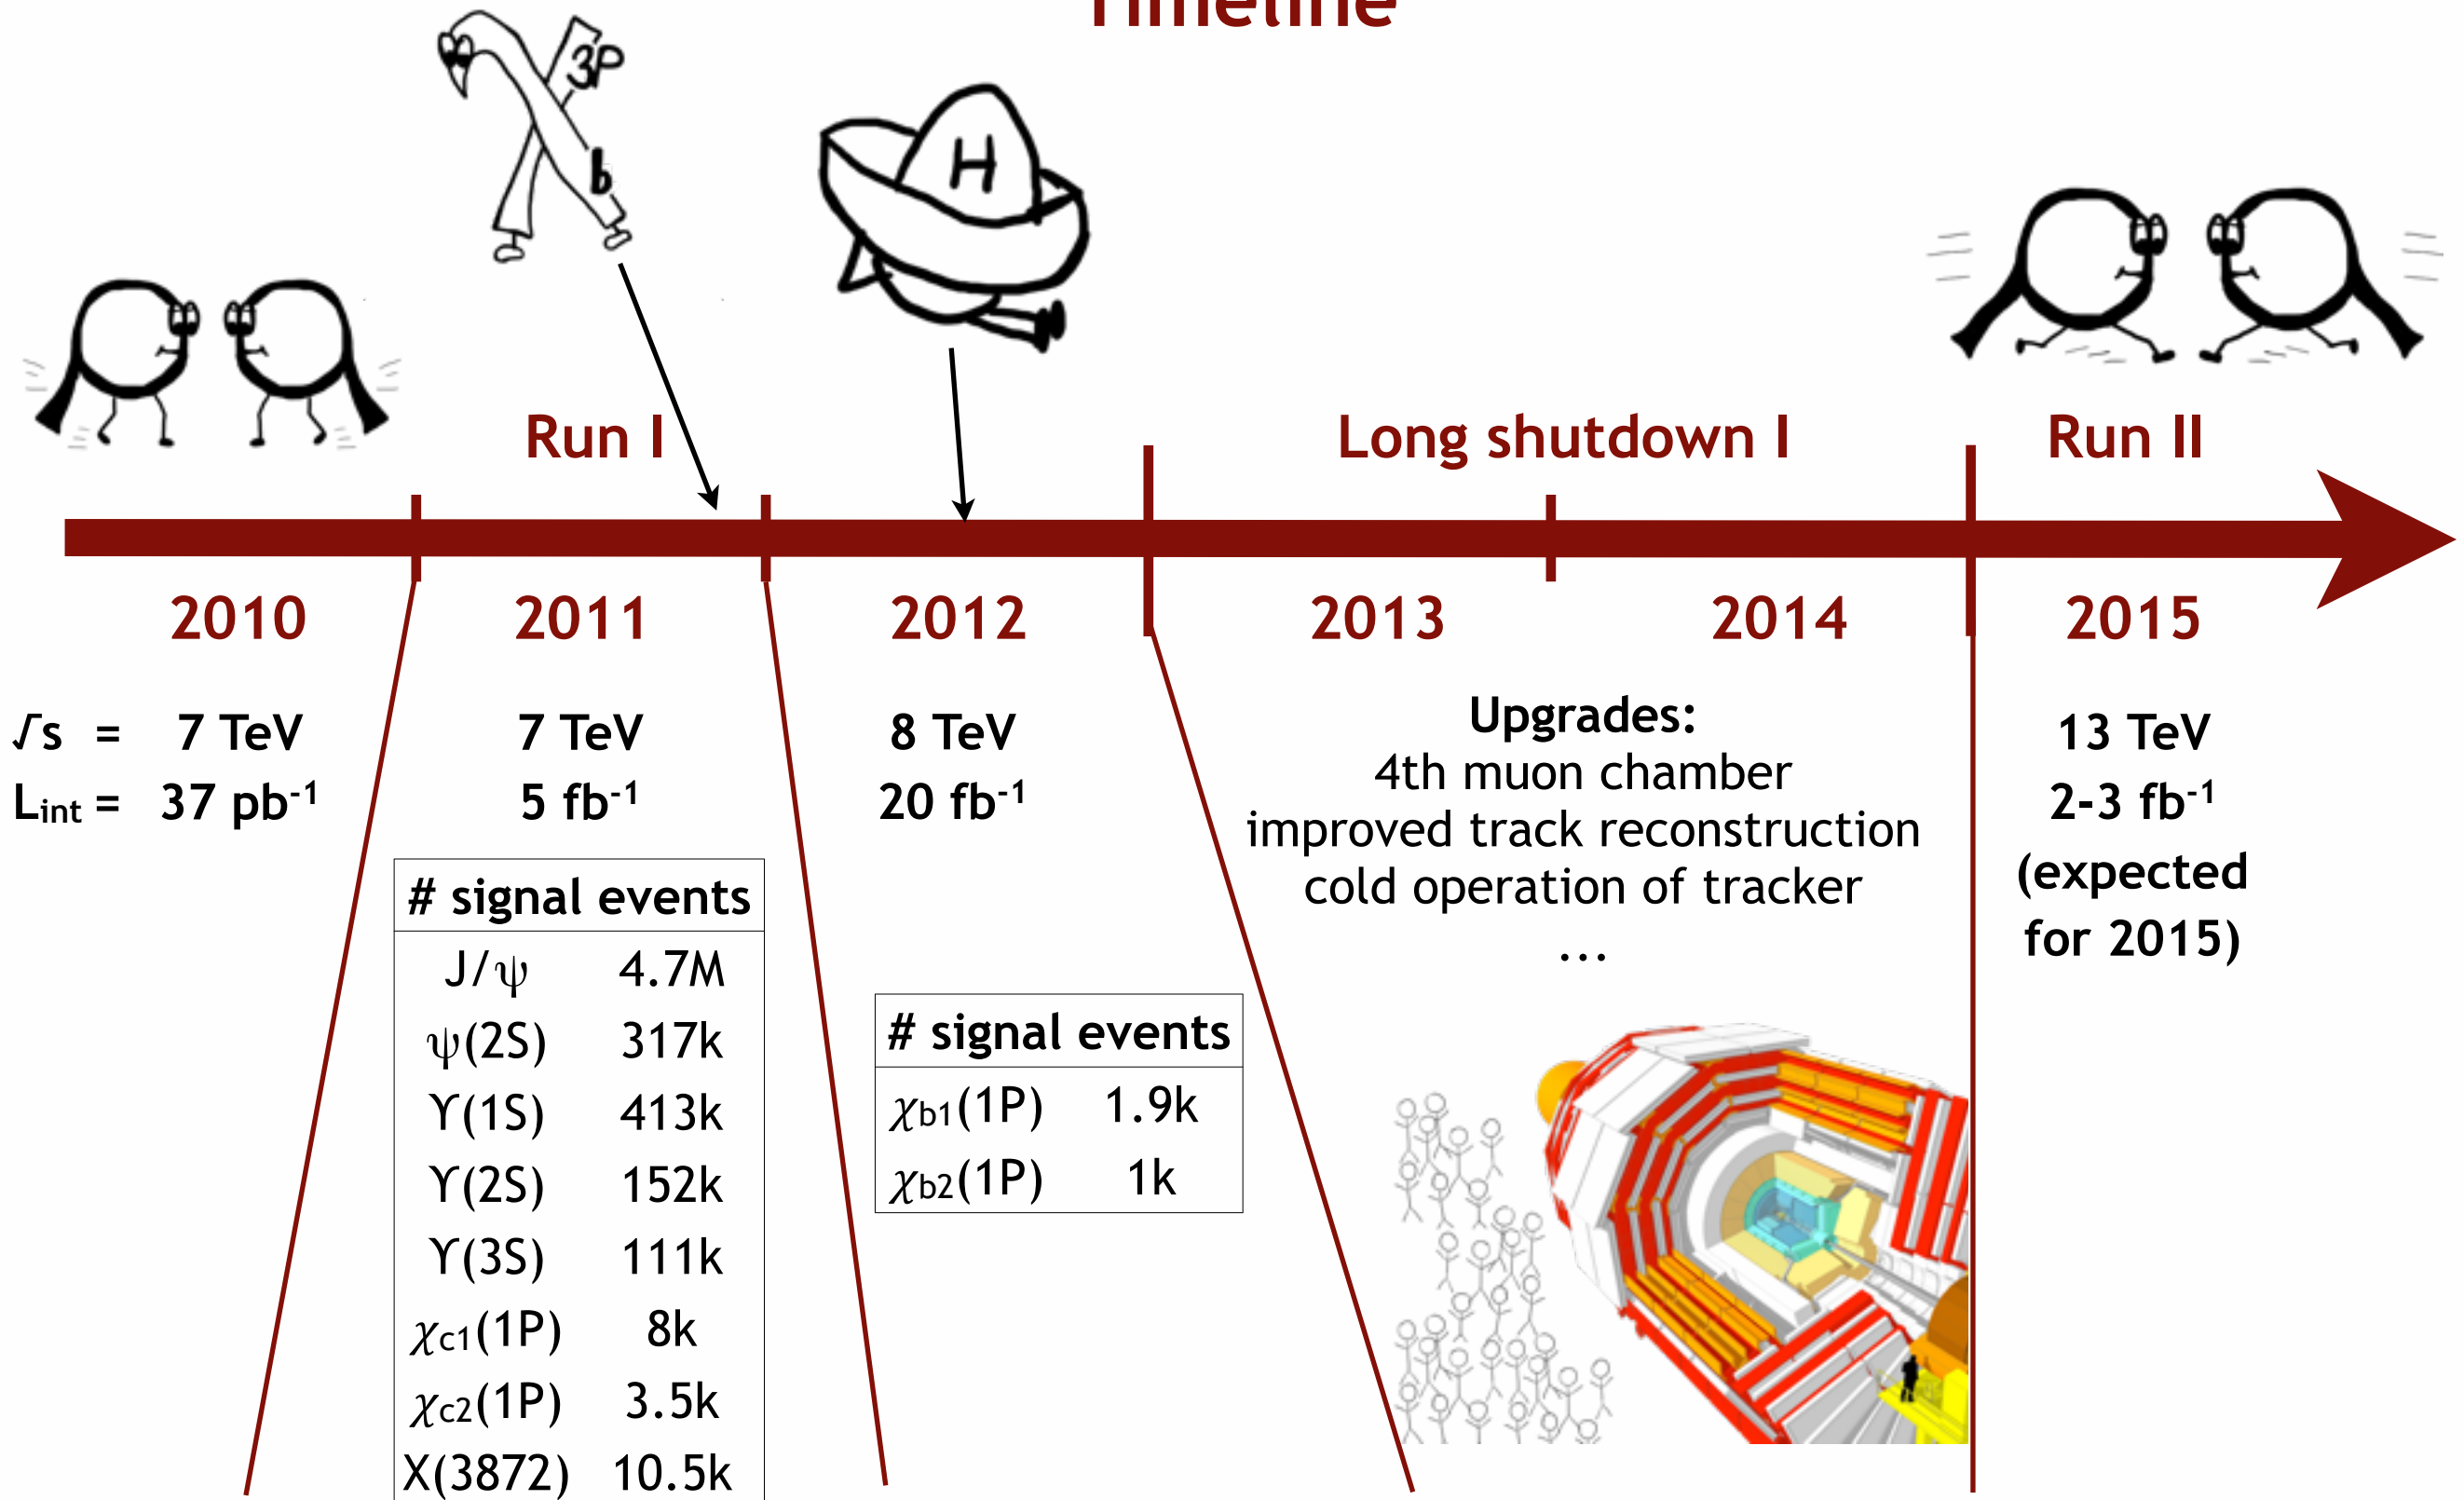 Timeline
3P
b
H
Run I
Long shutdown I
Run II
2010 2011 2012 2013 2014 2015
√s = 7 TeV 7 TeV 8 TeV 13 TeV
Lint = 37 pb-1 5 fb-1 20 fb-1 2-3 fb-1
(expected
for 2015)
Upgrades:
4th muon chamber
improved track reconstruction
cold operation of tracker
...
# signal events
J/ψ 4.7M
ψ(2S) 317k
ϒ(1S) 413k
ϒ(2S) 152k
ϒ(3S) 111k
χc1(1P) 8k
χc2(1P) 3.5k
X(3872) 10.5k
# signal events
χb1(1P) 1.9k
χb2(1P) 1k